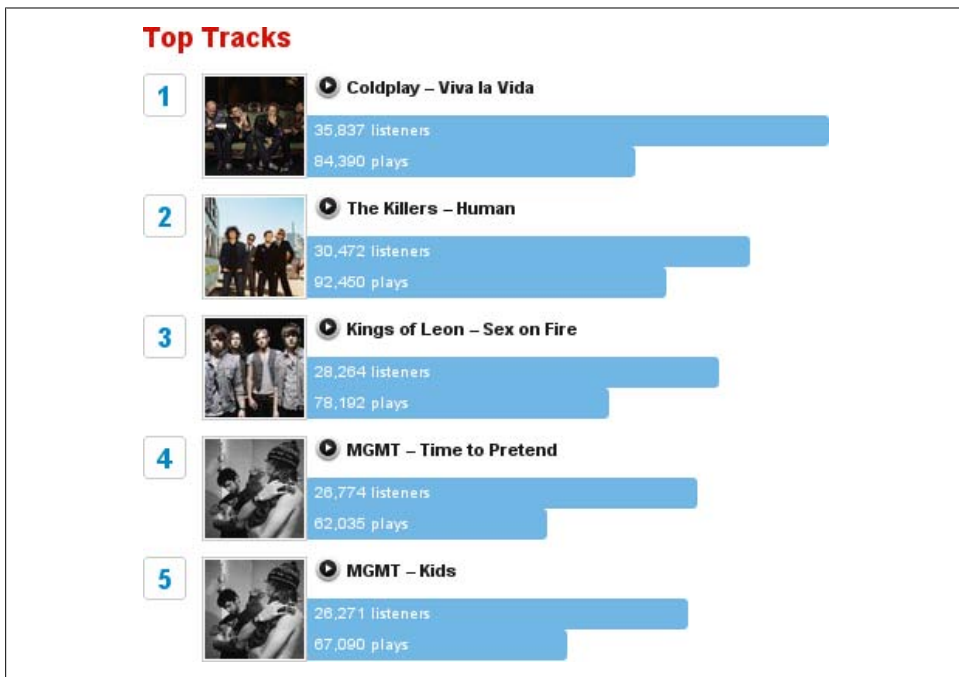 Top Tracks
1
Coldplay – Viva la Vida
35,837 listeners
84,390 plays
2
The Killers – Human
30,472 listeners
92,450 plays
3
Kings of Leon – Sex on Fire
28,264 listeners
78,192 plays
4
MGMT – Time to Pretend
26,774 listeners
62,035 plays
5
MGMT – Kids
26,271 listeners
67,090 plays